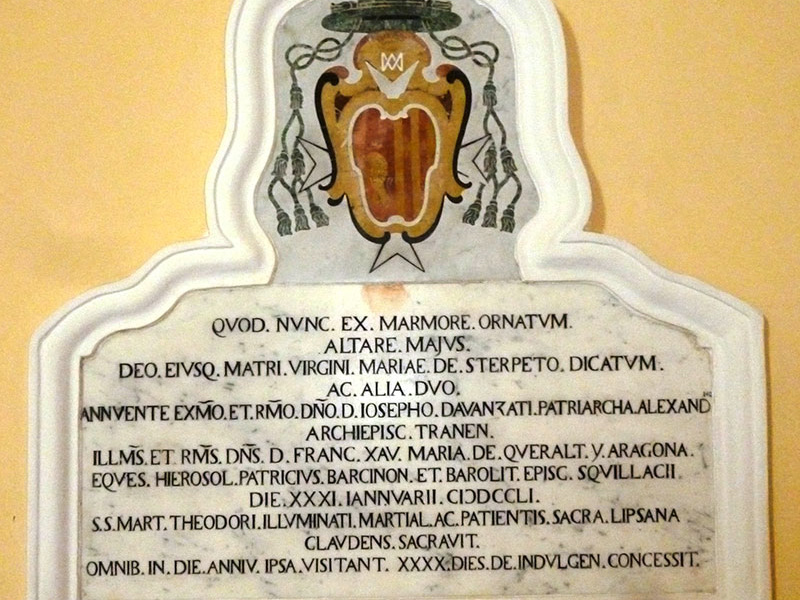 QVOD. NVNC. EX. MARMORE. ORNATVM.
ALTARE. MAJVS.
DEO. EIVSQ. MATRI. VIRGINI. MARIAE. DE. STERPETO. DICATVM.
AC. ALIA. DVO.
ANNVENTE EXM̃O. ET. RM̃O. DÑO. D. IOSEPHO. DAVANZATI. PATRIARCHA. ALEXAND
ARCHIEPISC. TRANEN.
ILLMS̃. ET RMS̃. DÑS. D. FRANC. XAV. MARIA. DE. QVERALT. Y. ARAGONA.
EQVES. HIEROSOL. PATRICIVS. BARCINON. ET. BAROLIT. EPISC. SQVILLACII
DIE. XXXI. IANNVARII. CIↃDCCLI.
S.S. MART. THEODORI. ILLVMINATI. MARTIAL. AC. PATIENTIS. SACRA. LIPSANA
CLAVDENS. SACRAVIT.
OMNIB. IN. DIE. ANNIV. IPSA. VISITANT. XXXX. DIES. DE. INDVLGEN. CONCESSIT.